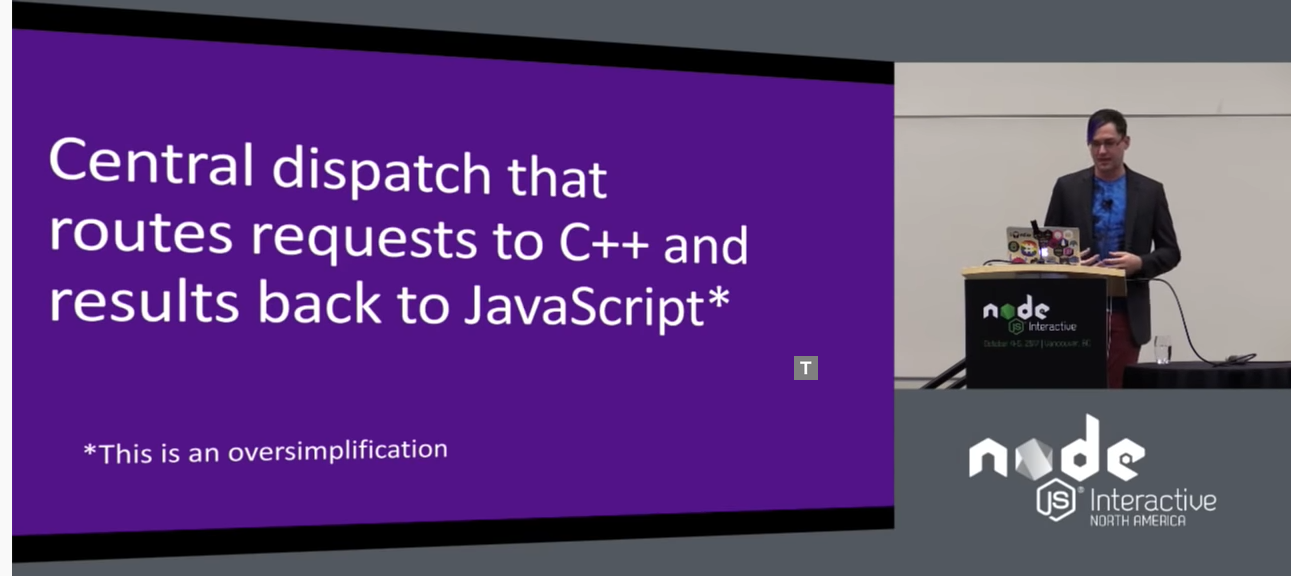 Central dispatch that
routes requests to C++ and
results back to JavaScript*
*This is an oversimplification
T
node
JS Interactive
October 4-5, 2017 | Vancouver, BC
node
JS® Interactive
NORTH AMERICA